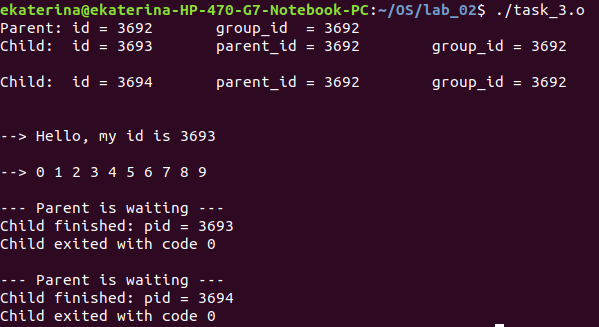 ekaterina@ekaterina-HP-470-G7-Notebook-PC:~/OS/lab_02$ ./task_3.o
Parent: id = 3692 group_id = 3692
Child: id = 3693 parent_id = 3692 group_id = 3692
Child: id = 3694 parent_id = 3692 group_id = 3692
--> Hello, my id is 3693
--> 0 1 2 3 4 5 6 7 8 9
--- Parent is waiting ---
Child finished: pid = 3693
Child exited with code 0
--- Parent is waiting ---
Child finished: pid = 3694
Child exited with code 0